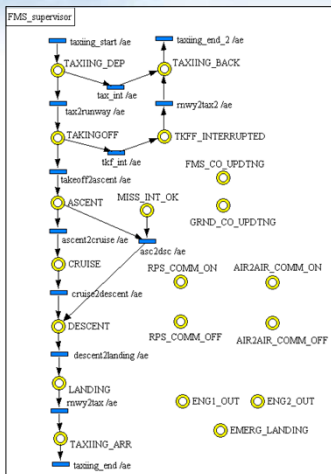 FMS_supervisor
taxiing_start /ae
taxiing_end_2 /ae
TAXIING_DEP
TAXIING_BACK
tax_int /ae
tax2runway /ae
rnwy2tax2 /ae
TAKINGOFF
TKFF_INTERRUPTED
tkf_int /ae
takeoff2ascent /ae
FMS_CO_UPDTNG
MISS_INT_OK
ASCENT
GRND_CO_UPDTNG
ascent2cruise /ae
asc2dsc /ae
CRUISE
RPS_COMM_ON
AIR2AIR_COMM_ON
cruise2descent /ae
DESCENT
RPS_COMM_OFF
AIR2AIR_COMM_OFF
descent2landing /ae
LANDING
rnwy2tax /ae
ENG1_OUT
ENG2_OUT
EMERG_LANDING
TAXIING_ARR
taxiing_end /ae